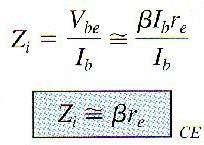 Z_i = V_be / I_b ≅ βI_b r_e / I_b
Z_i ≅ βr_e
CE